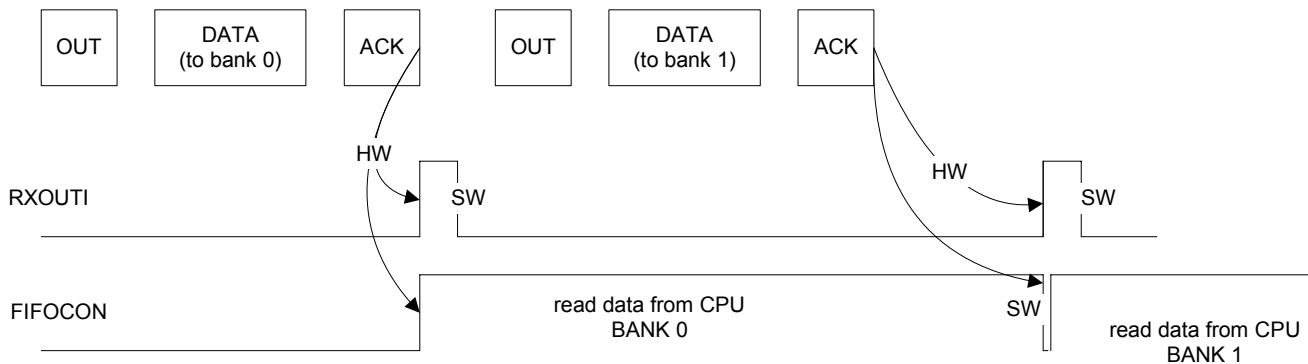 OUT
DATA
(to bank 0)
ACK
OUT
DATA
(to bank 1)
ACK
HW
HW
RXOUTI
SW
SW
FIFOCON
read data from CPU
BANK 0
SW
read data from CPU
BANK 1